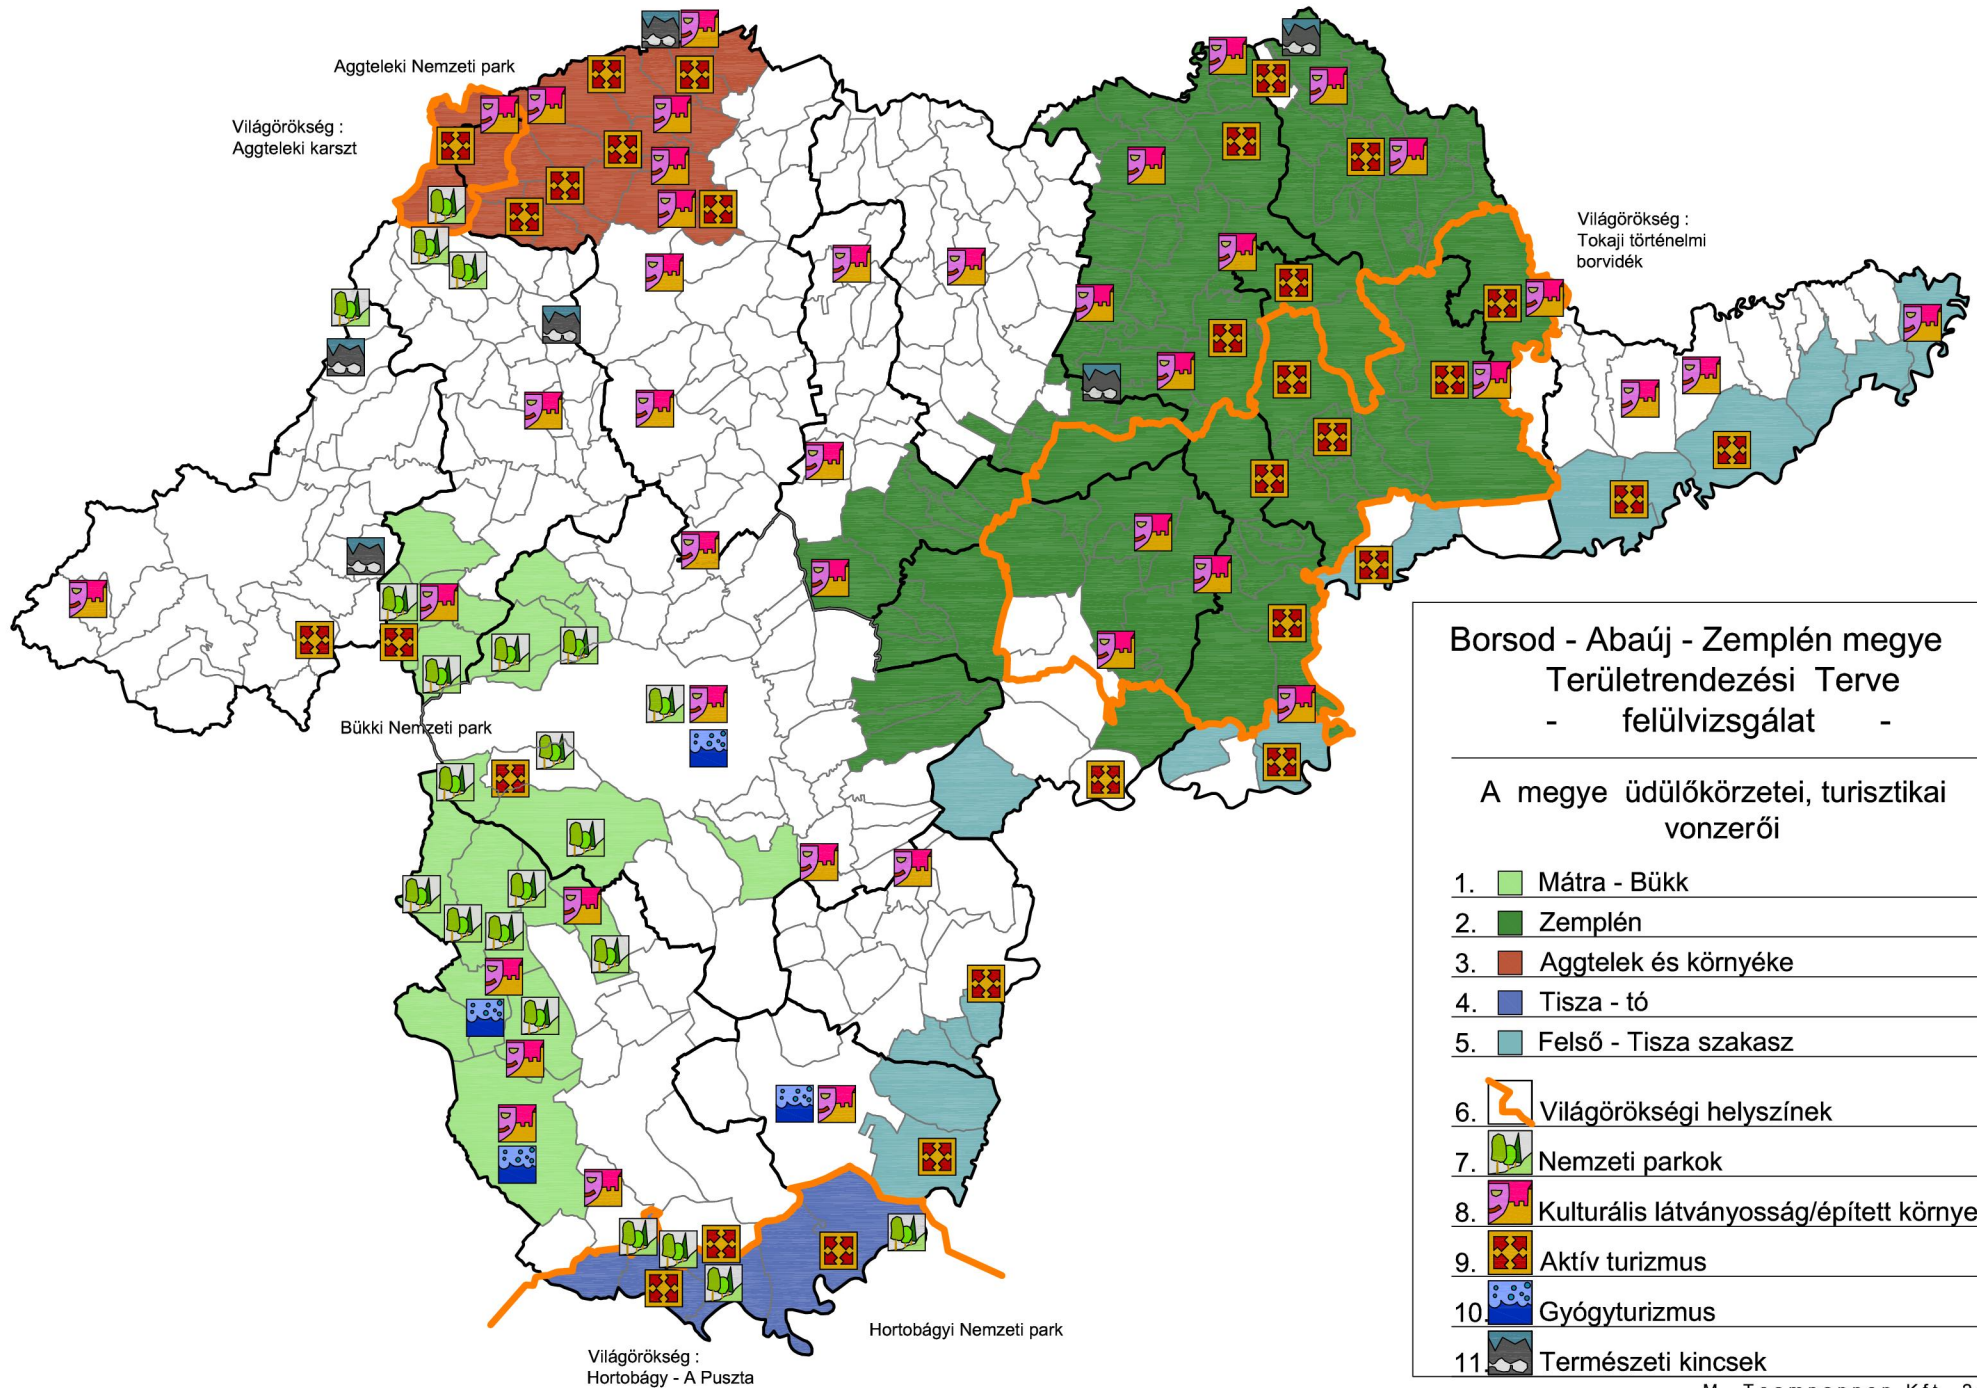 Aggteleki Nemzeti park
Világörökség :
Aggteleki karszt
Világörökség :
Tokaji történelmi
borvidék
Bükki Nemzeti park
Hortobágyi Nemzeti park
Világörökség :
Hortobágy - A Puszta
Borsod - Abaúj - Zemplén megye
Területrendezési Terve
- felülvizsgálat -
A megye üdülőkörzetei, turisztikai
vonzerői
1. Mátra - Bükk
2. Zemplén
3. Aggtelek és környéke
4. Tisza - tó
5. Felső - Tisza szakasz
6. Világörökségi helyszínek
7. Nemzeti parkok
8. Kulturális látványosság/épített környe
9. Aktív turizmus
10. Gyógyturizmus
11. Természeti kincsek